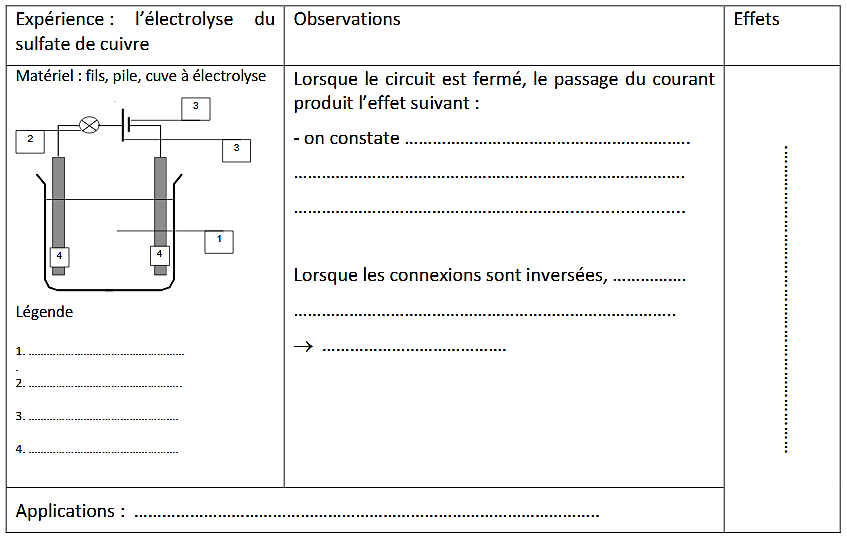 Expérience : l’électrolyse du
sulfate de cuivre
Observations
Effets
Matériel : fils, pile, cuve à électrolyse
3
2
3
1
4
4
Légende
1. ……………………………………………
.
2. ……………………………………………
3. …………………………………………..
4. …………………………………………..
Lorsque le circuit est fermé, le passage du courant
produit l’effet suivant :
- on constate ……………………………………………………..
………………………………………………………………………….
………………………………………………………......................
Lorsque les connexions sont inversées, …………….
………………………………………………………………………..
→ ………………………………….
Applications : ………………………………………………………………………………………..